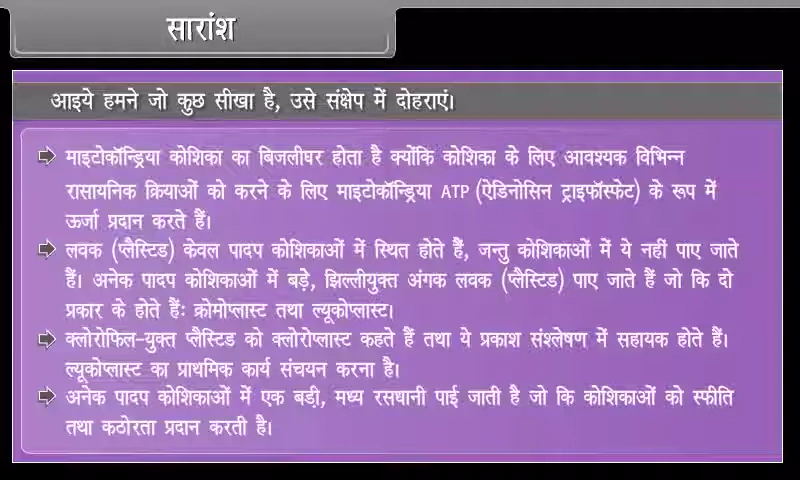 सारांश
आइये हमने जो कुछ सीखा है, उसे संक्षेप में दोहराएं।
माइटोकॉन्ड्रिया कोशिका का बिजलीघर होता है क्योंकि कोशिका के लिए आवश्यक विभिन्न
रासायनिक क्रियाओं को करने के लिए माइटोकॉन्ड्रिया ATP (ऐडिनोसिन ट्राइफॉस्फेट) के रूप में
ऊर्जा प्रदान करते हैं।
लवक (प्लैस्टिड) केवल पादप कोशिकाओं में स्थित होते हैं, जन्तु कोशिकाओं में ये नहीं पाए जाते
हैं। अनेक पादप कोशिकाओं में बड़े, झिल्लीयुक्त अंगक लवक (प्लैस्टिड) पाए जाते हैं जो कि दो
प्रकार के होते हैंः क्रोमोप्लास्ट तथा ल्यूकोप्लास्ट।
क्लोरोफिल-युक्त प्लैस्टिड को क्लोरोप्लास्ट कहते हैं तथा ये प्रकाश संश्लेषण में सहायक होते हैं।
ल्यूकोप्लास्ट का प्राथमिक कार्य संचयन करना है।
अनेक पादप कोशिकाओं में एक बड़ी, मध्य रसधानी पाई जाती है जो कि कोशिकाओं को स्फीति
तथा कठोरता प्रदान करती है।